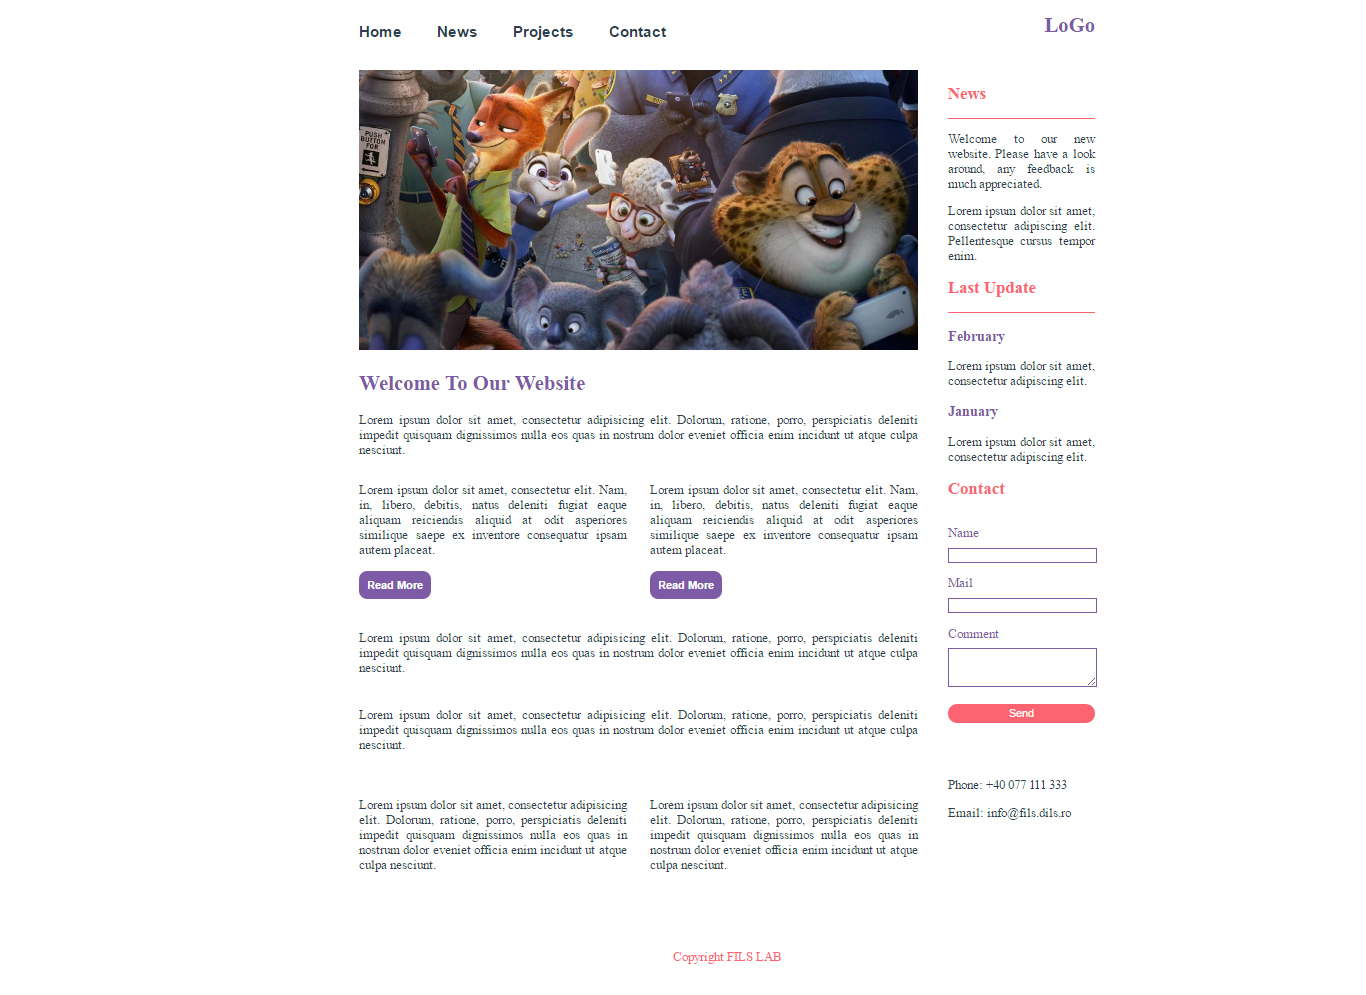 Home News Projects Contact LoGo
PUSH
BUTTON
FOR
Welcome To Our Website
Lorem ipsum dolor sit amet, consectetur adipisicing elit. Dolorum, ratione, porro, perspiciatis deleniti
impedit quisquam dignissimos nulla eos quas in nostrum dolor eveniet officia enim incidunt ut atque culpa
nesciunt.
Lorem ipsum dolor sit amet, consectetur elit. Nam,
in, libero, debitis, natus deleniti fugiat eaque
aliquam reiciendis aliquid at odit asperiores
similique saepe ex inventore consequatur ipsam
autem placeat.
Read More
Lorem ipsum dolor sit amet, consectetur elit. Nam,
in, libero, debitis, natus deleniti fugiat eaque
aliquam reiciendis aliquid at odit asperiores
similique saepe ex inventore consequatur ipsam
autem placeat.
Read More
Lorem ipsum dolor sit amet, consectetur adipisicing elit. Dolorum, ratione, porro, perspiciatis deleniti
impedit quisquam dignissimos nulla eos quas in nostrum dolor eveniet officia enim incidunt ut atque culpa
nesciunt.
Lorem ipsum dolor sit amet, consectetur adipisicing elit. Dolorum, ratione, porro, perspiciatis deleniti
impedit quisquam dignissimos nulla eos quas in nostrum dolor eveniet officia enim incidunt ut atque culpa
nesciunt.
Lorem ipsum dolor sit amet, consectetur adipisicing
elit. Dolorum, ratione, porro, perspiciatis deleniti
impedit quisquam dignissimos nulla eos quas in
nostrum dolor eveniet officia enim incidunt ut atque
culpa nesciunt.
Lorem ipsum dolor sit amet, consectetur adipisicing
elit. Dolorum, ratione, porro, perspiciatis deleniti
impedit quisquam dignissimos nulla eos quas in
nostrum dolor eveniet officia enim incidunt ut atque
culpa nesciunt.
News
Welcome to our new
website. Please have a look
around, any feedback is
much appreciated.
Lorem ipsum dolor sit amet,
consectetur adipiscing elit.
Pellentesque cursus tempor
enim.
Last Update
February
Lorem ipsum dolor sit amet,
consectetur adipiscing elit.
January
Lorem ipsum dolor sit amet,
consectetur adipiscing elit.
Contact
Name
Mail
Comment
Send
Phone: +40 077 111 333
Email: info@fils.dils.ro
Copyright FILS LAB